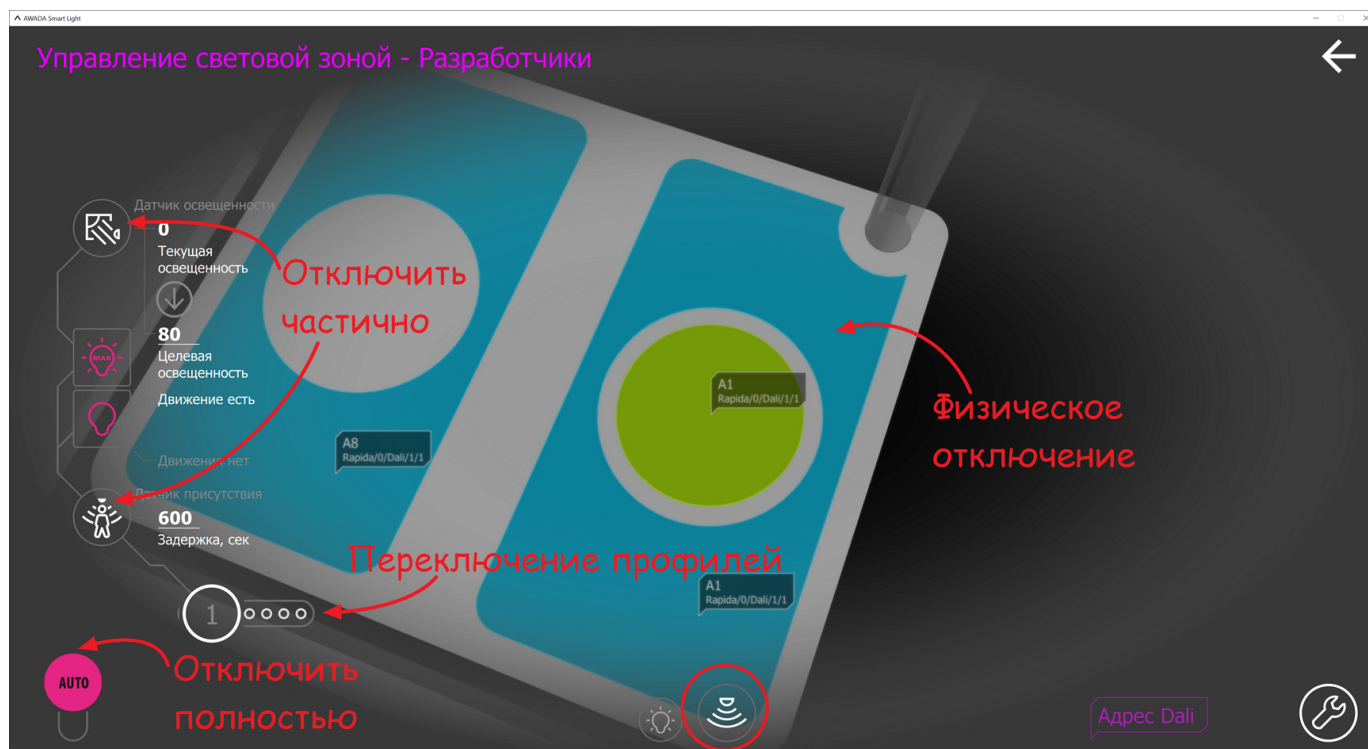 AWADA Smart Light
Управление световой зоной - Разработчики
Датчик освещенности
0
Текущая
освещенность
Отключить
частично
80
Целевая
освещенность
MAX
Движение есть
A1
Rapida/0/Dali/1/1
Физическое
отключение
A8
Rapida/0/Dali/1/1
Движения нет
Датчик присутствия
600
Задержка, сек
Переключение профилей
A1
Rapida/0/Dali/1/1
1
AUTO
Отключить
полностью
Адрес Dali